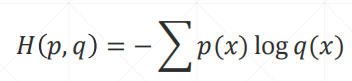 H(p, q) = − ∑ p(x) log q(x)